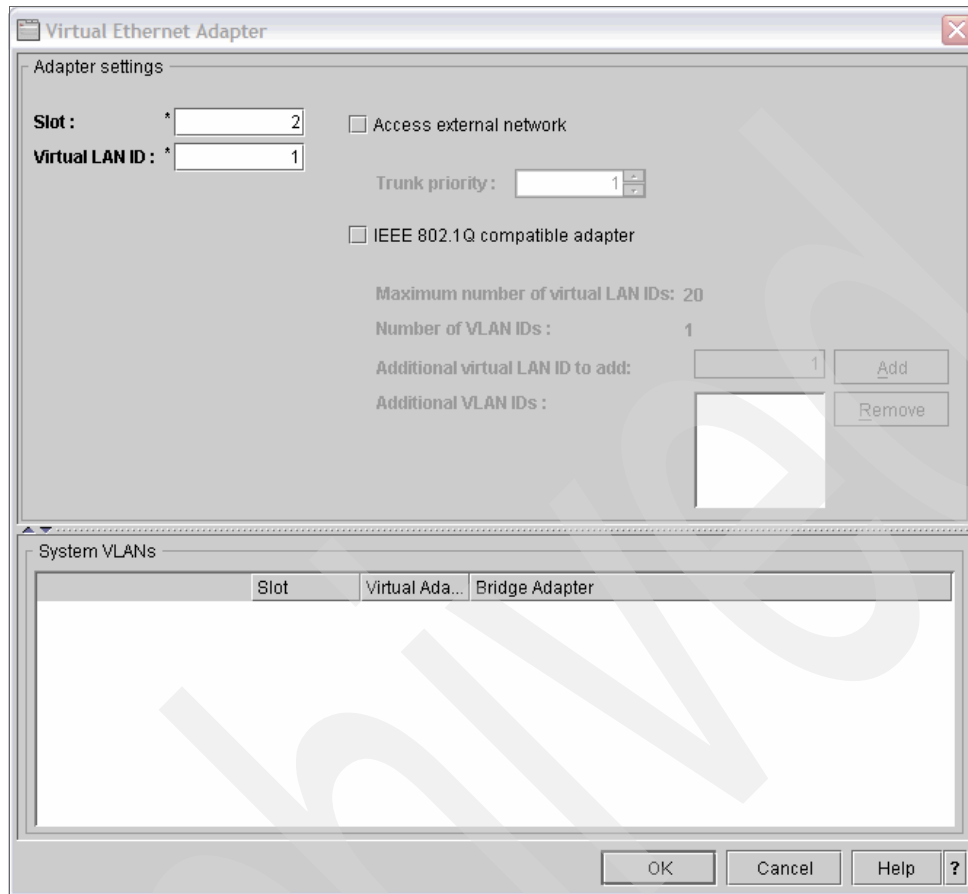 Virtual Ethernet Adapter
Adapter settings
Slot : * 2
Virtual LAN ID : * 1
Access external network
Trunk priority : 1
IEEE 802.1Q compatible adapter
Maximum number of virtual LAN IDs: 20
Number of VLAN IDs : 1
Additional virtual LAN ID to add: 1 Add
Additional VLAN IDs : Remove
System VLANs
Slot Virtual Ada... Bridge Adapter
OK Cancel Help ?